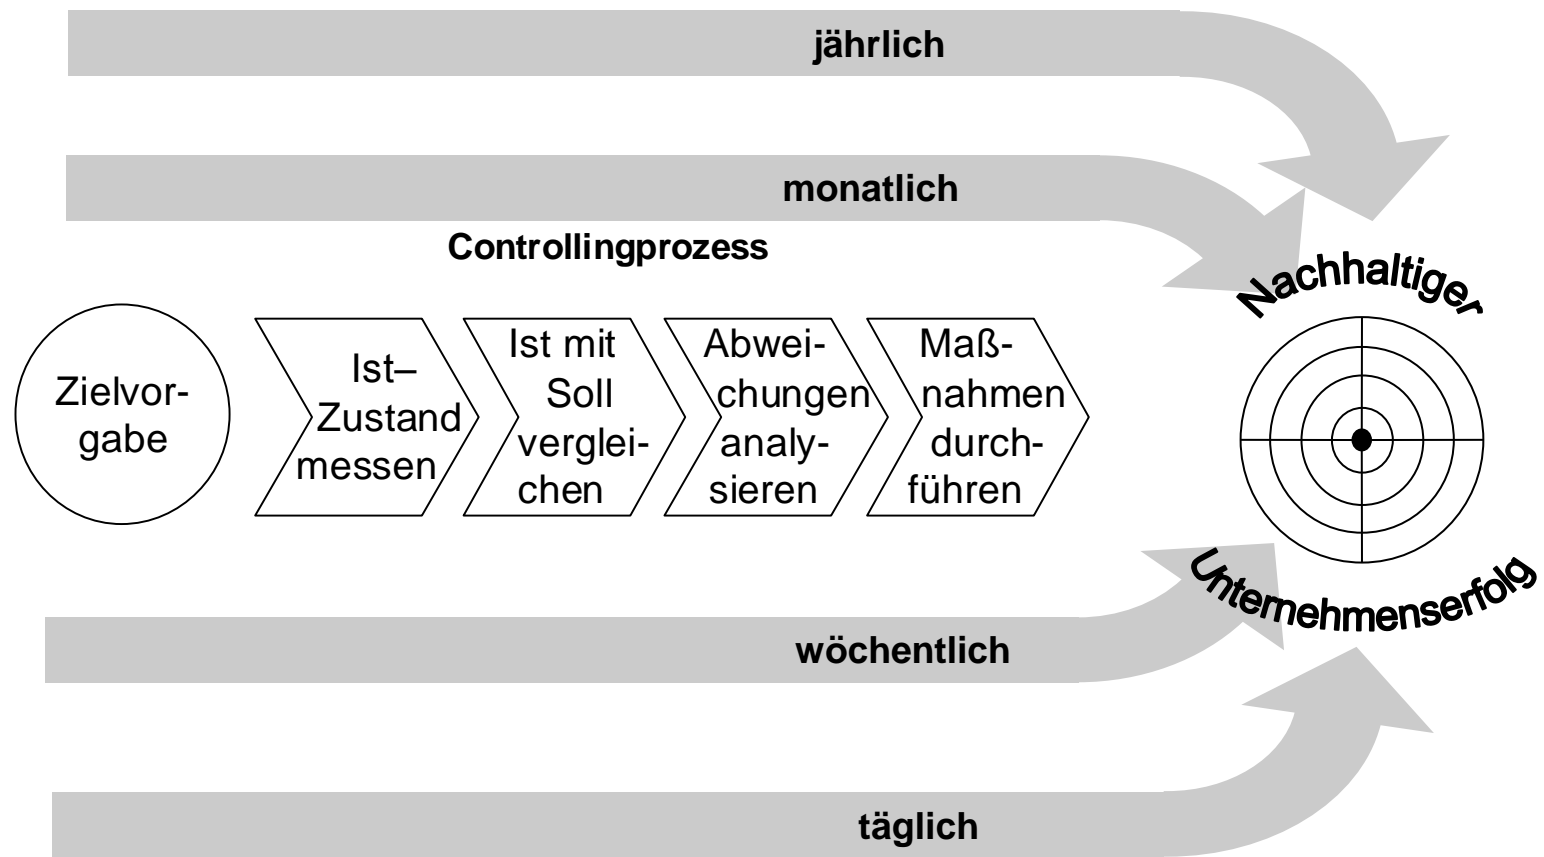 jährlich
monatlich
Controllingprozess
Zielvor-
gabe
Ist–
Zustand
messen
Ist mit
Soll
verglei-
chen
Abwei-
chungen
analy-
sieren
Maß-
nahmen
durch-
führen
Nachhaltiger
Unternehmenserfolg
wöchentlich
täglich